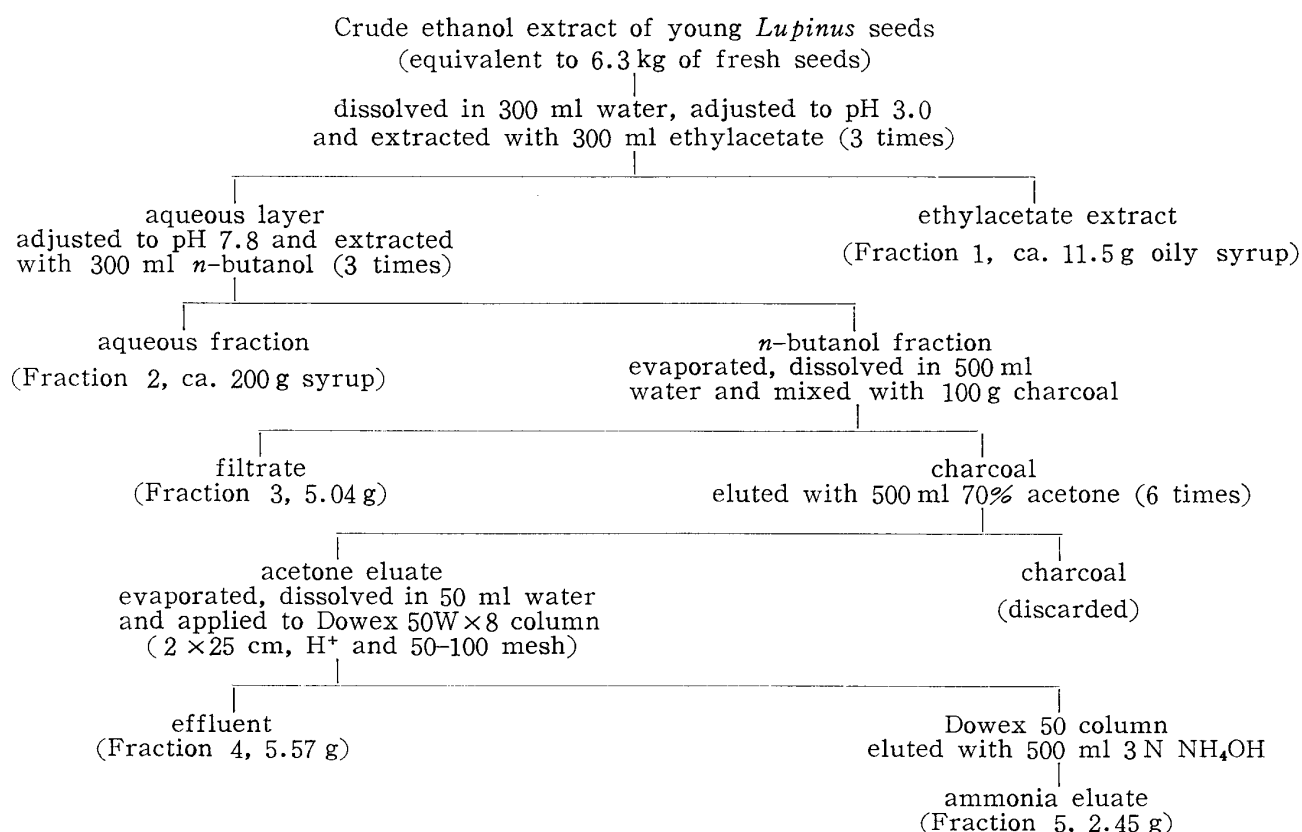 Crude ethanol extract of young Lupinus seeds
(equivalent to 6.3 kg of fresh seeds)
dissolved in 300 ml water, adjusted to pH 3.0
and extracted with 300 ml ethylacetate (3 times)
aqueous layer
adjusted to pH 7.8 and extracted
with 300 ml n-butanol (3 times)
ethylacetate extract
(Fraction 1, ca. 11.5 g oily syrup)
aqueous fraction
(Fraction 2, ca. 200 g syrup)
n-butanol fraction
evaporated, dissolved in 500 ml
water and mixed with 100 g charcoal
filtrate
(Fraction 3, 5.04 g)
charcoal
eluted with 500 ml 70% acetone (6 times)
acetone eluate
evaporated, dissolved in 50 ml water
and applied to Dowex 50W×8 column
(2×25 cm, H⁺ and 50–100 mesh)
charcoal
(discarded)
effluent
(Fraction 4, 5.57 g)
Dowex 50 column
eluted with 500 ml 3 N NH₄OH
ammonia eluate
(Fraction 5, 2.45 g)